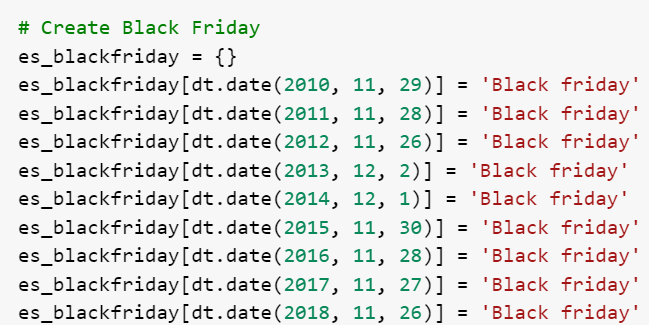 # Create Black Friday
es_blackfriday = {}
es_blackfriday[dt.date(2010, 11, 29)] = 'Black friday'
es_blackfriday[dt.date(2011, 11, 28)] = 'Black friday'
es_blackfriday[dt.date(2012, 11, 26)] = 'Black friday'
es_blackfriday[dt.date(2013, 12, 2)] = 'Black friday'
es_blackfriday[dt.date(2014, 12, 1)] = 'Black friday'
es_blackfriday[dt.date(2015, 11, 30)] = 'Black friday'
es_blackfriday[dt.date(2016, 11, 28)] = 'Black friday'
es_blackfriday[dt.date(2017, 11, 27)] = 'Black friday'
es_blackfriday[dt.date(2018, 11, 26)] = 'Black friday'